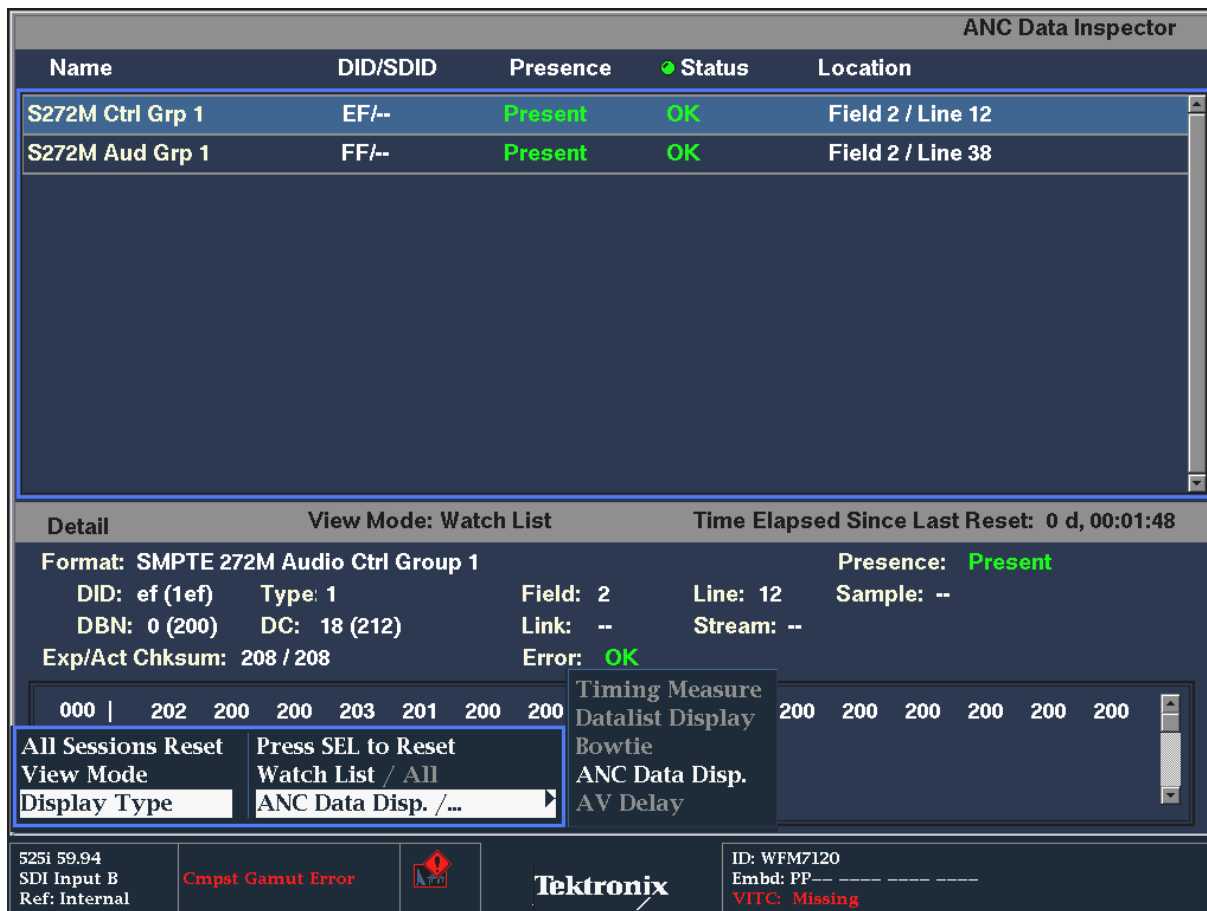 ANC Data Inspector
Name DID/SDID Presence Status Location
S272M Ctrl Grp 1 EF/-- Present OK Field 2 / Line 12
S272M Aud Grp 1 FF/-- Present OK Field 2 / Line 38
Detail View Mode: Watch List Time Elapsed Since Last Reset: 0 d, 00:01:48
Format: SMPTE 272M Audio Ctrl Group 1 Presence: Present
DID: ef (1ef) Type: 1 Field: 2 Line: 12 Sample: --
DBN: 0 (200) DC: 18 (212) Link: -- Stream: --
Exp/Act Chksum: 208 / 208 Error: OK
000 | 202 200 200 203 201 200 200 200 200 200 200 200 200
All Sessions Reset Press SEL to Reset
View Mode Watch List / All
Display Type ANC Data Disp. /...
Timing Measure
Datalist Display
Bowtie
ANC Data Disp.
AV Delay
525i 59.94
SDI Input B
Ref: Internal
Cmpst Gamut Error
Tektronix
ID: WFM7120
Embd: PP-- ---- ---- ----
VITC: Missing